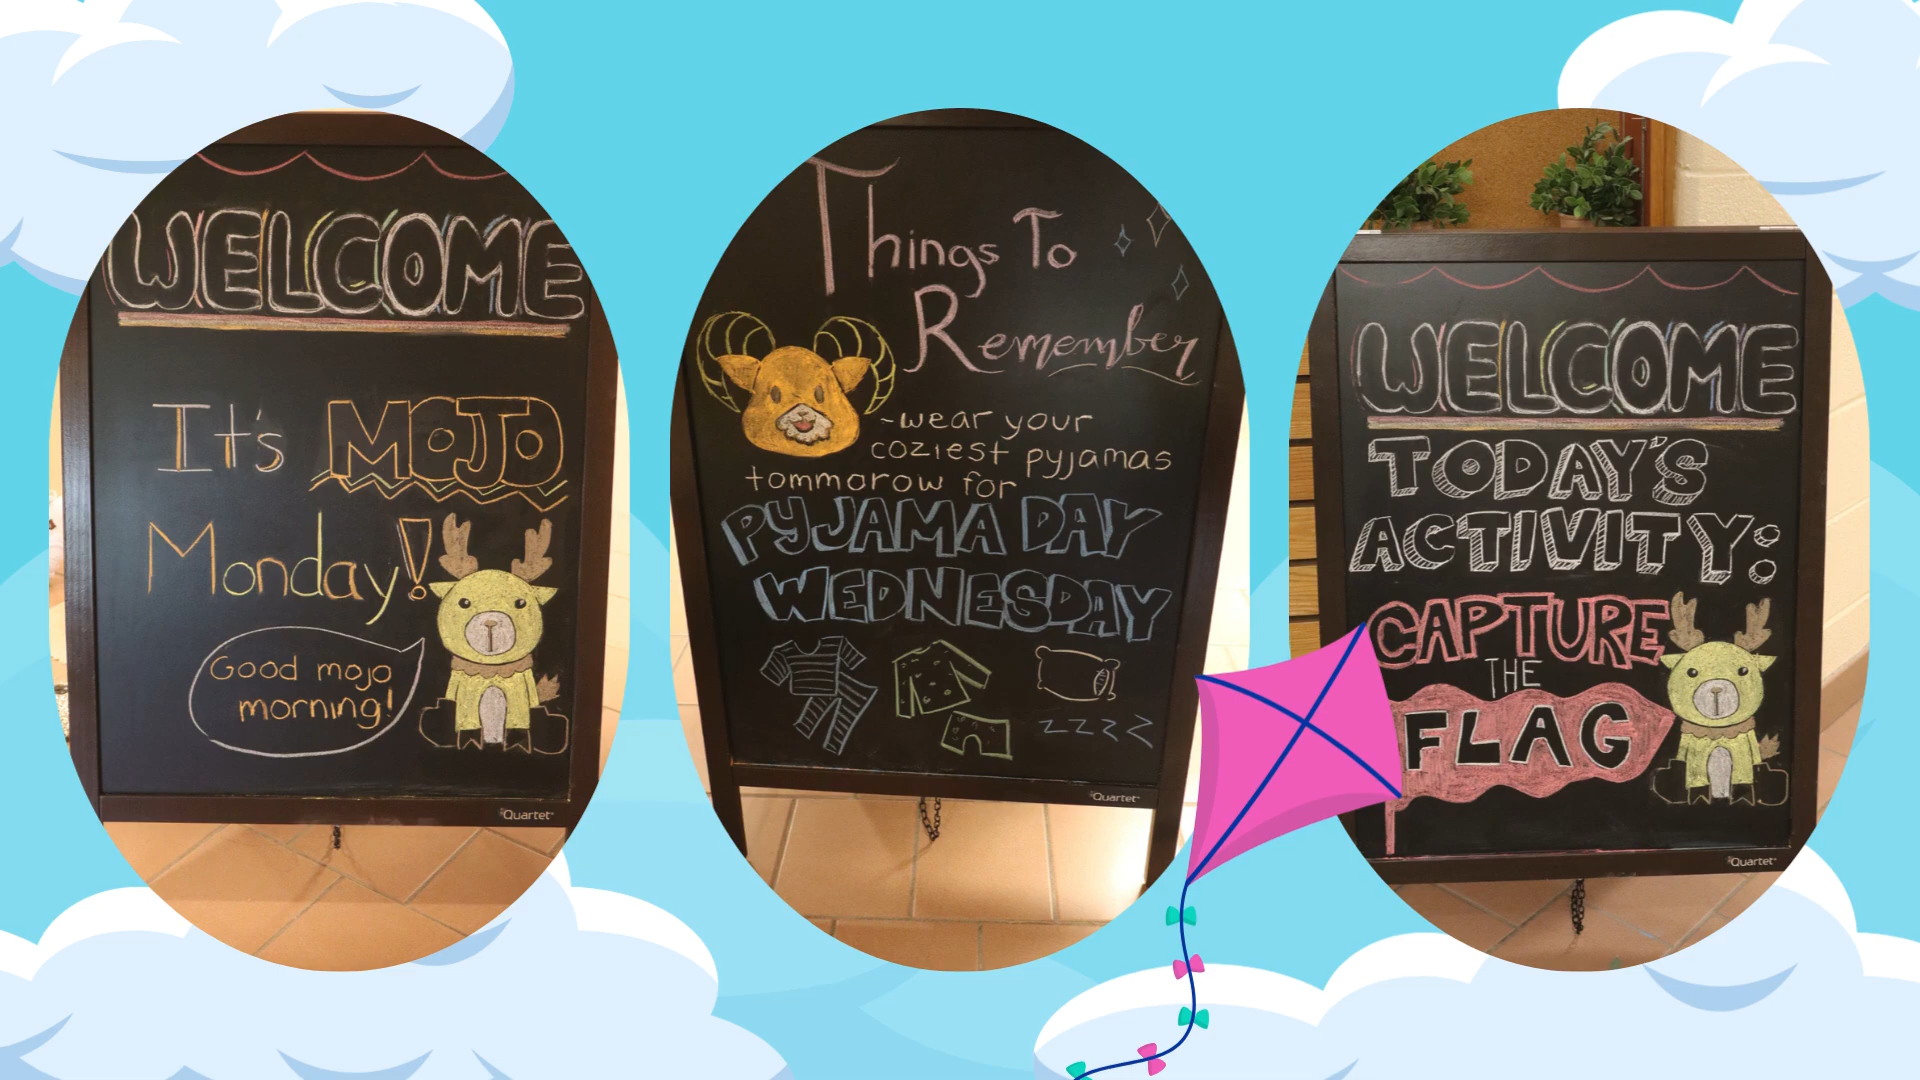 WELCOME
It's MOJO
Monday!
Good mojo
morning!
Quartet
Things To
Remember
~wear your
coziest pyjamas
tommorow for
PYJAMA DAY
WEDNESDAY
zzzz
Quartet
WELCOME
TODAY'S
ACTIVITY:
CAPTURE
THE
FLAG
Quartet